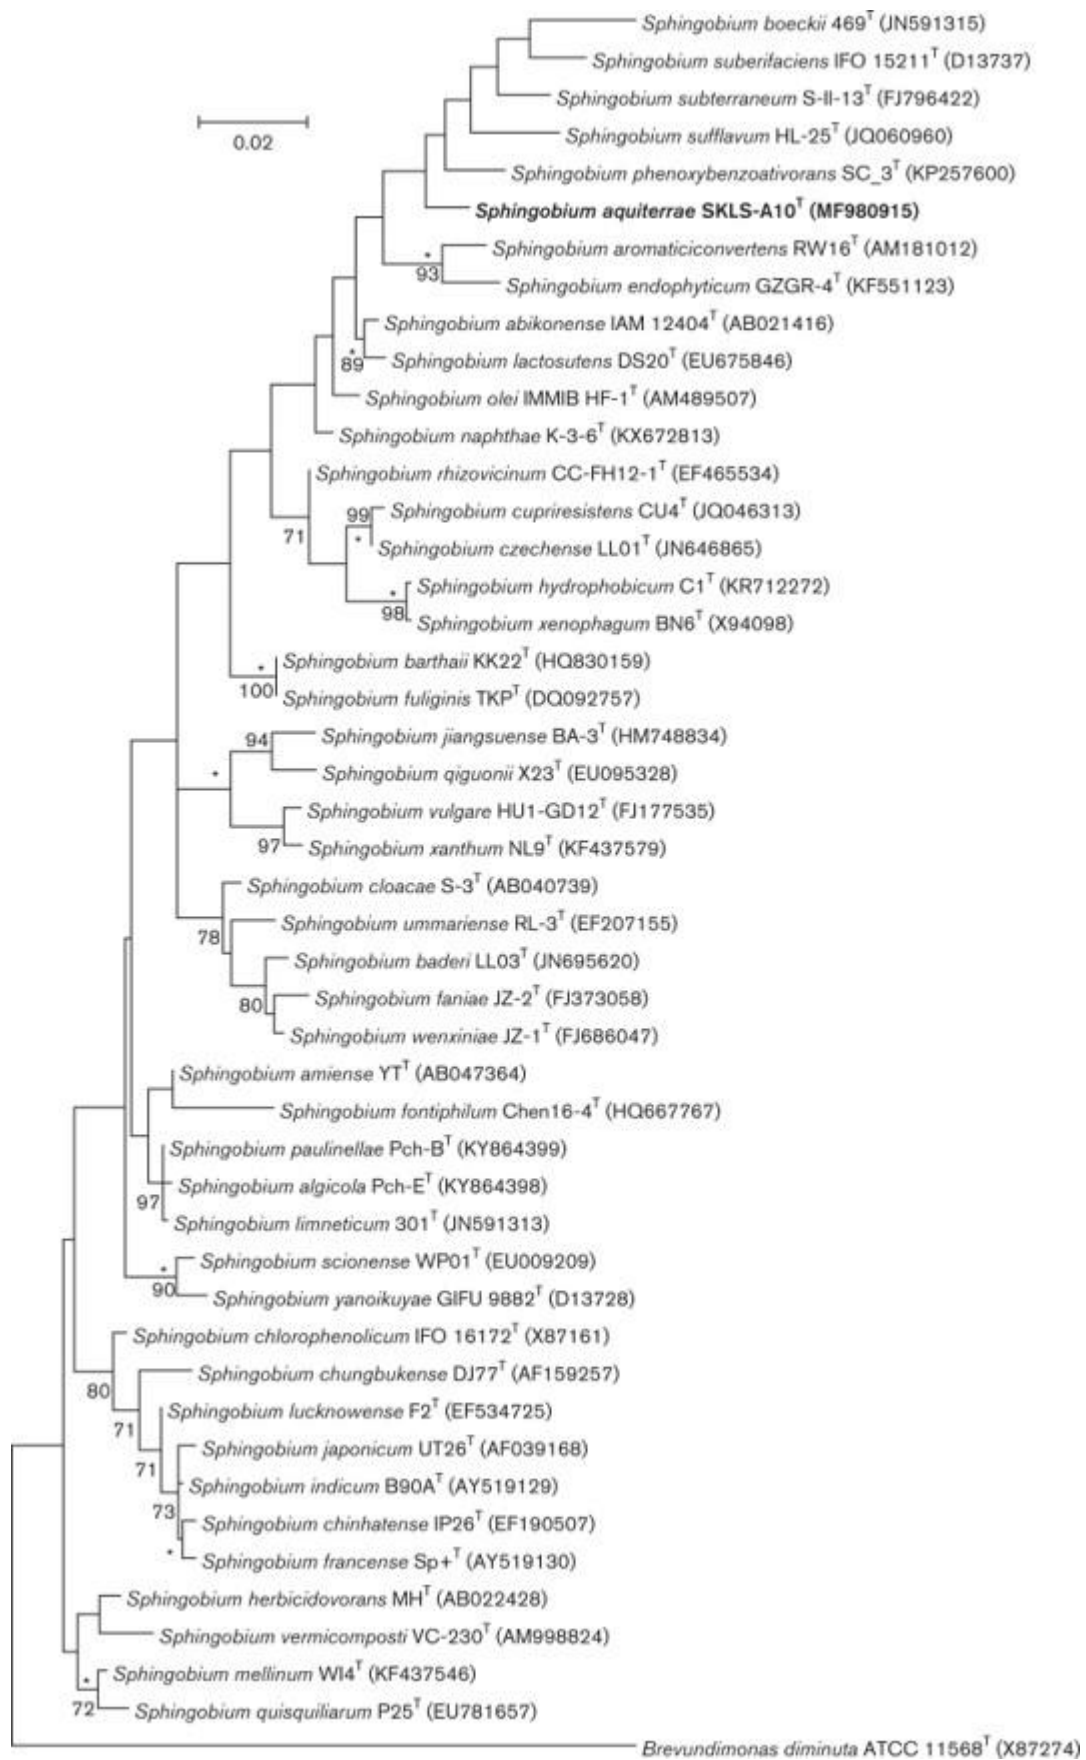 Sphingobium boeckii 469T (JN591315)
Sphingobium suberifaciens IFO 15211T (D13737)
Sphingobium subterraneum S-II-13T (FJ796422)
0.02
Sphingobium sufflavum HL-25T (JQ060960)
Sphingobium phenoxybenzoativorans SC_3T (KP257600)
Sphingobium aquiterrae SKLS-A10T (MF980915)
Sphingobium aromaticiconvertens RW16T (AM181012)
*
93
Sphingobium endophyticum GZGR-4T (KF551123)
Sphingobium abikonense IAM 12404T (AB021416)
*
89
Sphingobium lactosutens DS20T (EU675846)
Sphingobium olei IMMIB HF-1T (AM489507)
Sphingobium naphthae K-3-6T (KX672813)
Sphingobium rhizovicinum CC-FH12-1T (EF465534)
99
Sphingobium cupriresistens CU4T (JQ046313)
71
*
Sphingobium czechense LL01T (JN646865)
Sphingobium hydrophobicum C1T (KR712272)
*
98
Sphingobium xenophagum BN6T (X94098)
Sphingobium barthaii KK22T (HQ830159)
*
100
Sphingobium fuliginis TKPT (DQ092757)
94
Sphingobium jiangsuense BA-3T (HM748834)
*
Sphingobium qiguonii X23T (EU095328)
Sphingobium vulgare HU1-GD12T (FJ177535)
97
Sphingobium xanthum NL9T (KF437579)
Sphingobium cloacae S-3T (AB040739)
Sphingobium ummariense RL-3T (EF207155)
78
Sphingobium baderi LL03T (JN695620)
80
Sphingobium faniae JZ-2T (FJ373058)
Sphingobium wenxiniae JZ-1T (FJ686047)
Sphingobium amiense YTT (AB047364)
Sphingobium fontiphilum Chen16-4T (HQ667767)
Sphingobium paulinellae Pch-BT (KY864399)
Sphingobium algicola Pch-ET (KY864398)
97
Sphingobium limneticum 301T (JN591313)
Sphingobium scionense WP01T (EU009209)
*
90
Sphingobium yanoikuyae GIFU 9882T (D13728)
Sphingobium chlorophenolicum IFO 16172T (X87161)
Sphingobium chungbukense DJ77T (AF159257)
80
Sphingobium lucknowense F2T (EF534725)
71
Sphingobium japonicum UT26T (AF039168)
71
Sphingobium indicum B90AT (AY519129)
73
Sphingobium chinhatense IP26T (EF190507)
*
Sphingobium francense Sp+T (AY519130)
Sphingobium herbicidovorans MHT (AB022428)
Sphingobium vermicomposti VC-230T (AM998824)
Sphingobium mellinum WI4T (KF437546)
*
72
Sphingobium quisquiliarum P25T (EU781657)
Brevundimonas diminuta ATCC 11568T (X87274)